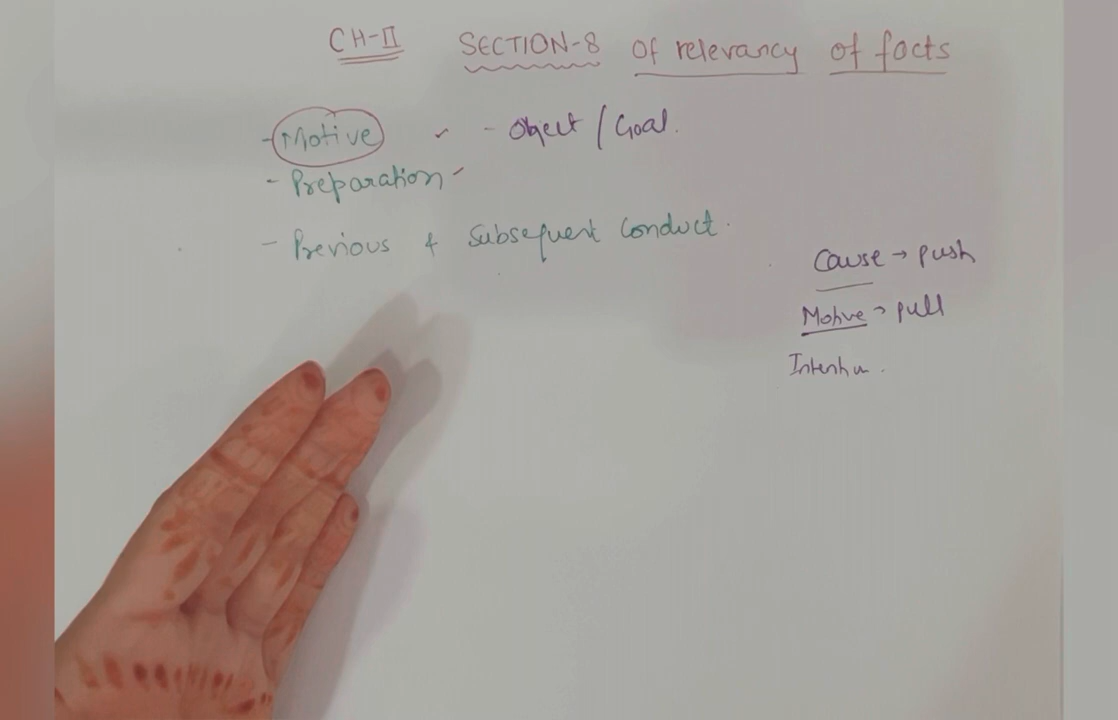 CH-II SECTION-8 Of relevancy of facts
- Motive ✓ - Object / Goal.
- Preparation ✓
- Previous & Subsequent Conduct.
Cause → push
Motive → pull
Intention.